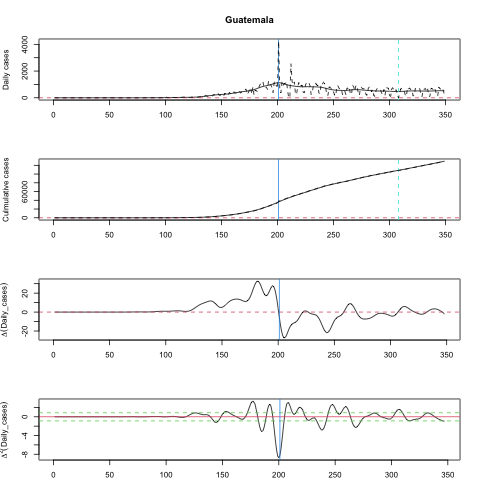 Guatemala
Daily cases
0 2000 4000
0 50 100 150 200 250 300 350
Culmulative cases
0 60000
0 50 100 150 200 250 300 350
Δ(Daily_cases)
-20 0 20
0 50 100 150 200 250 300 350
Δ²(Daily_cases)
-8 -4 0
0 50 100 150 200 250 300 350